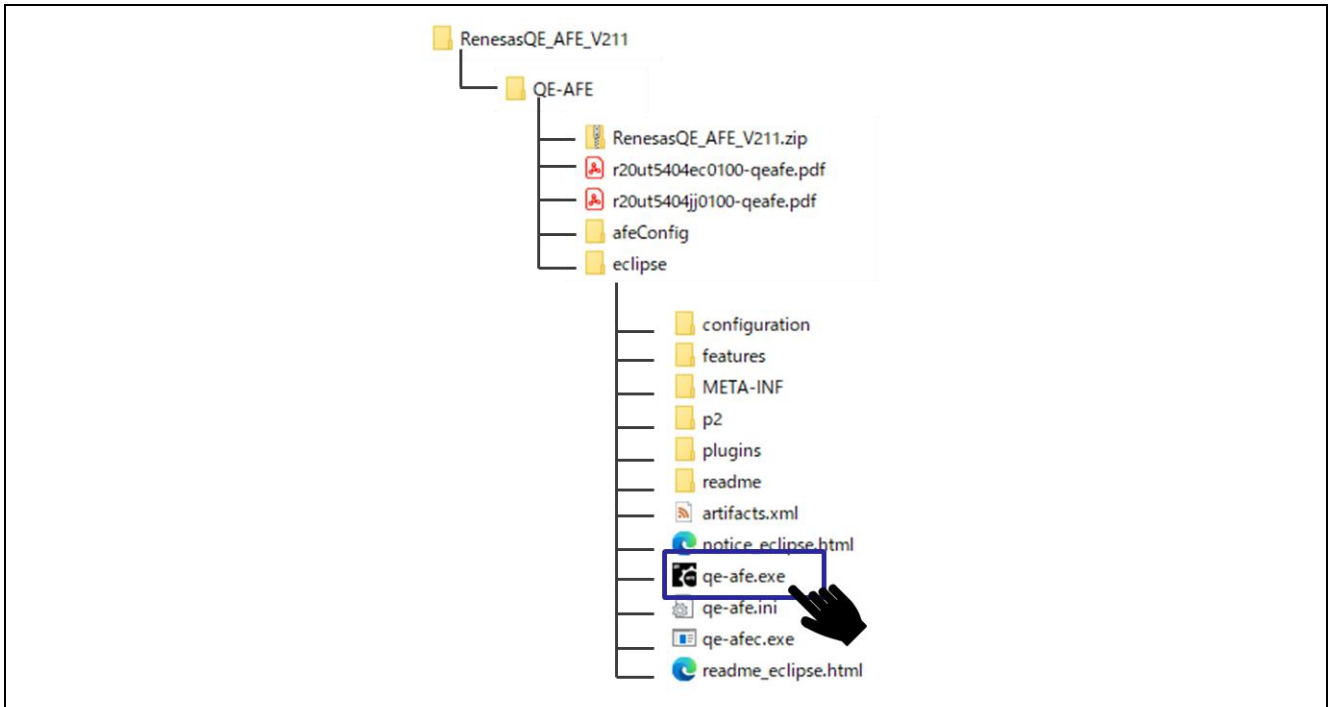 RenesasQE_AFE_V211
QE-AFE
RenesasQE_AFE_V211.zip
r20ut5404ec0100-qeafe.pdf
r20ut5404jj0100-qeafe.pdf
afeConfig
eclipse
configuration
features
META-INF
p2
plugins
readme
artifacts.xml
notice_eclipse.html
qe-afe.exe
qe-afe.ini
qe-afec.exe
readme_eclipse.html